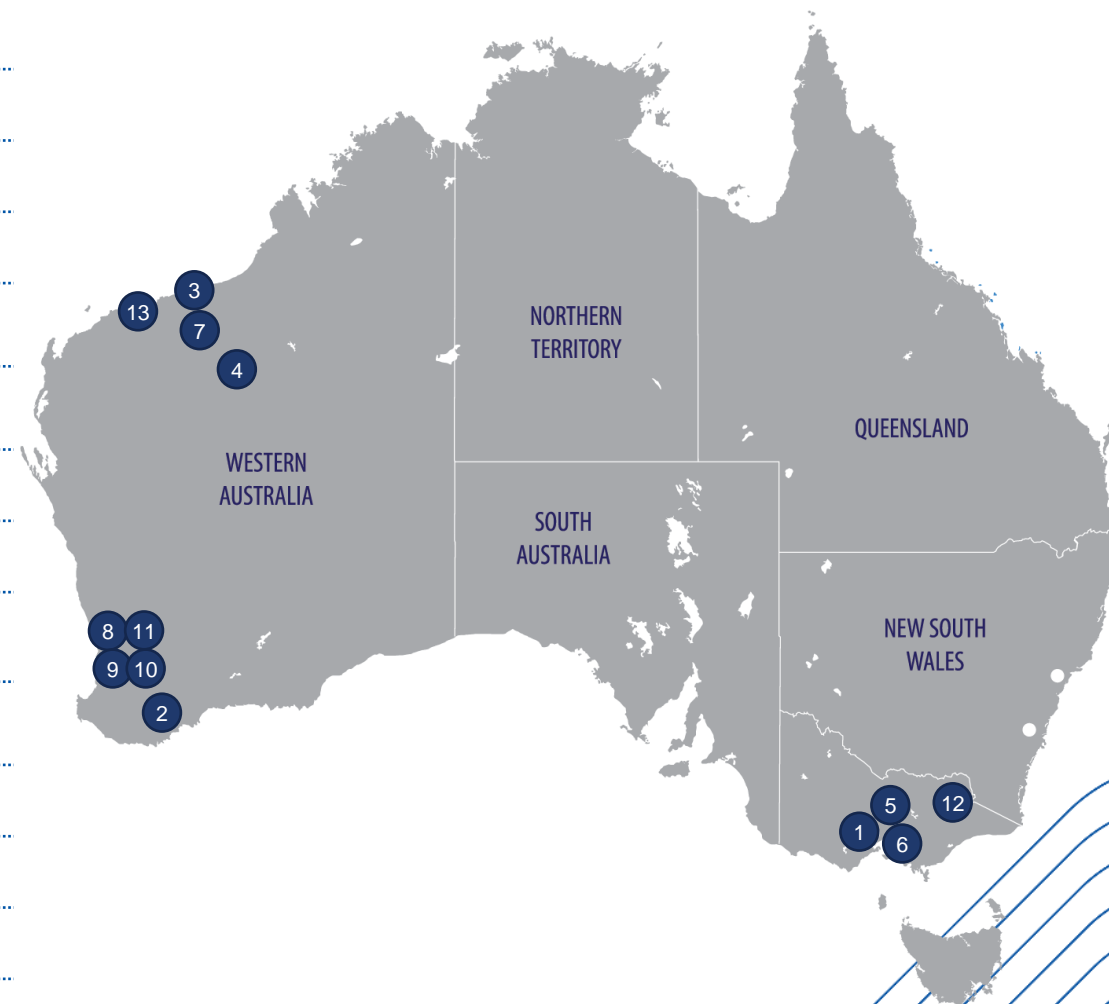 3
13
7
4
NORTHERN
TERRITORY
QUEENSLAND
WESTERN
AUSTRALIA
SOUTH
AUSTRALIA
8
11
NEW SOUTH
WALES
9
10
2
5
12
1
6